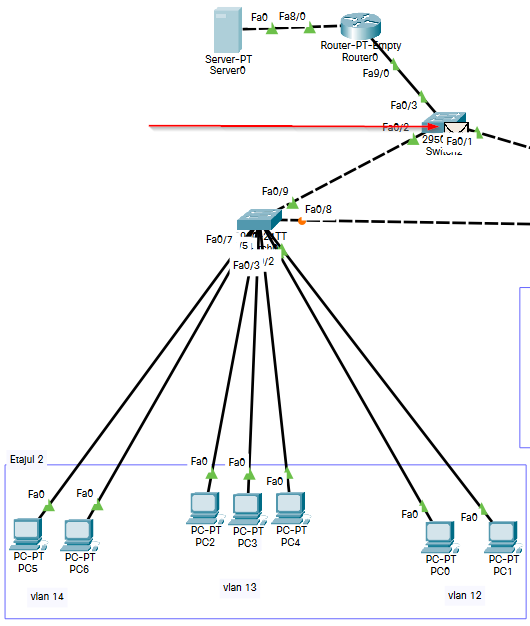 Fa0
Fa8/0
Server-PT
Server0
Router-PT-Empty
Router0
Fa9/0
Fa0/3
Fa0/2
Fa0/1
Fa0/9
Fa0/8
Fa0/7
Fa0/3
Etajul 2
Fa0
Fa0
Fa0
Fa0
Fa0
Fa0
Fa0
PC-PT
PC5
PC-PT
PC6
PC-PT
PC2
PC-PT
PC3
PC-PT
PC4
PC-PT
PC0
PC-PT
PC1
vlan 14
vlan 13
vlan 12